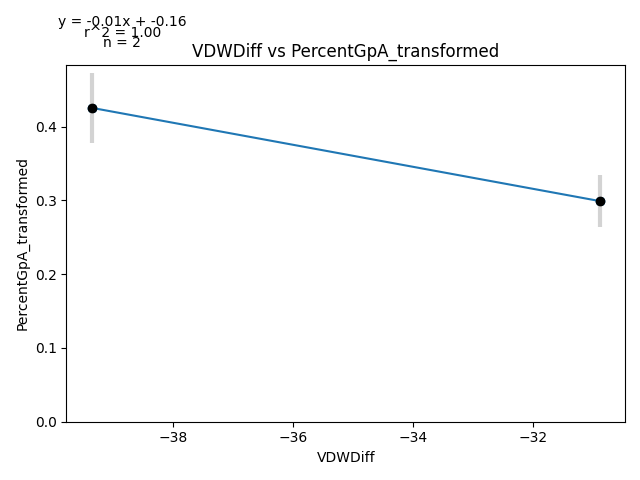 y = -0.01x + -0.16
r^2 = 1.00
n = 2
VDWDiff vs PercentGpA_transformed
PercentGpA_transformed
0.4
0.3
0.2
0.1
0.0
−38
−36
−34
−32
VDWDiff